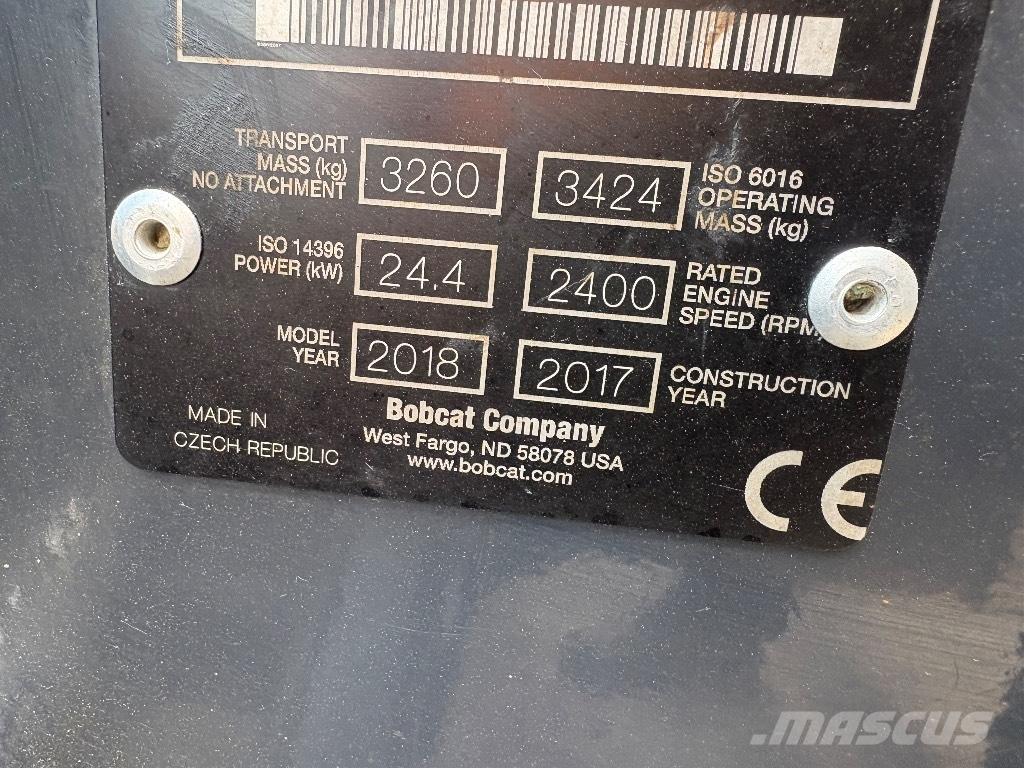 TRANSPORT
MASS (kg)
NO ATTACHMENT
3260
3424
ISO 6016
OPERATING
MASS (kg)
ISO 14396
POWER (kW)
24.4
2400
RATED
ENGINE
SPEED (RPM)
MODEL
YEAR
2018
2017
CONSTRUCTION
YEAR
MADE IN
CZECH REPUBLIC
Bobcat Company
West Fargo, ND 58078 USA
www.bobcat.com
CE
MASCUS